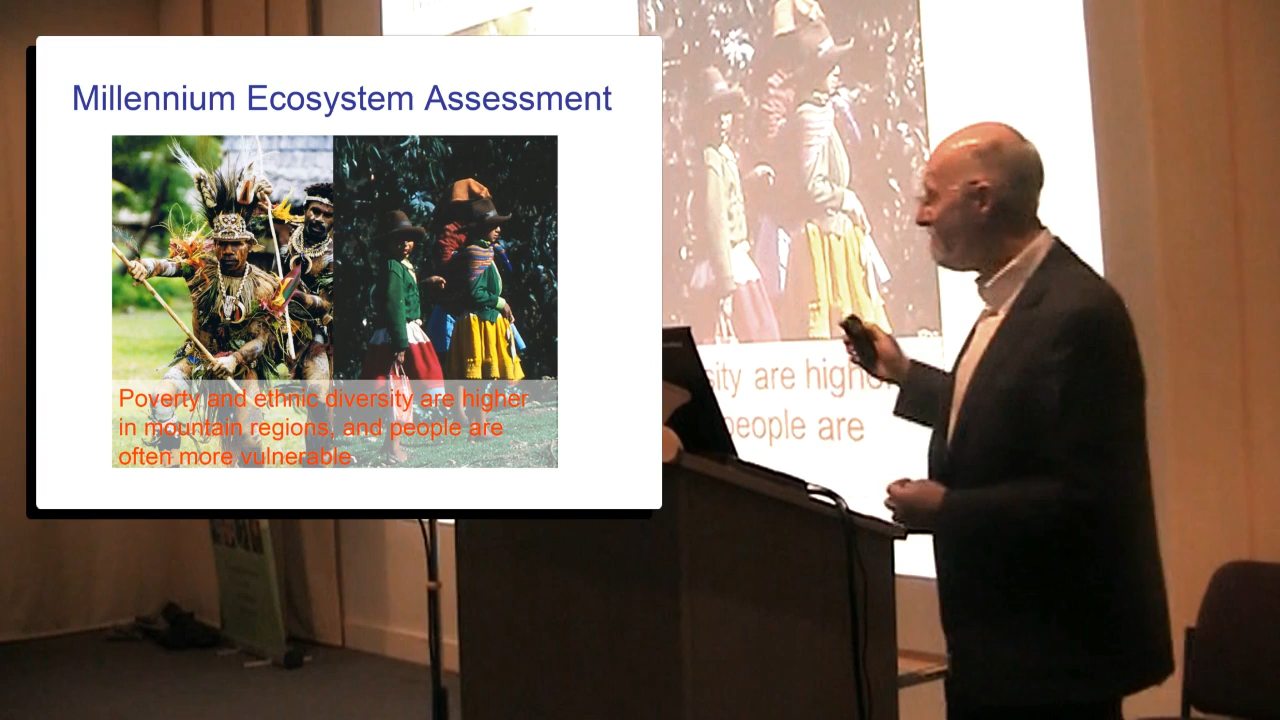 Millennium Ecosystem Assessment
Poverty and ethnic diversity are higher
in mountain regions, and people are
often more vulnerable
sity are higher
people are